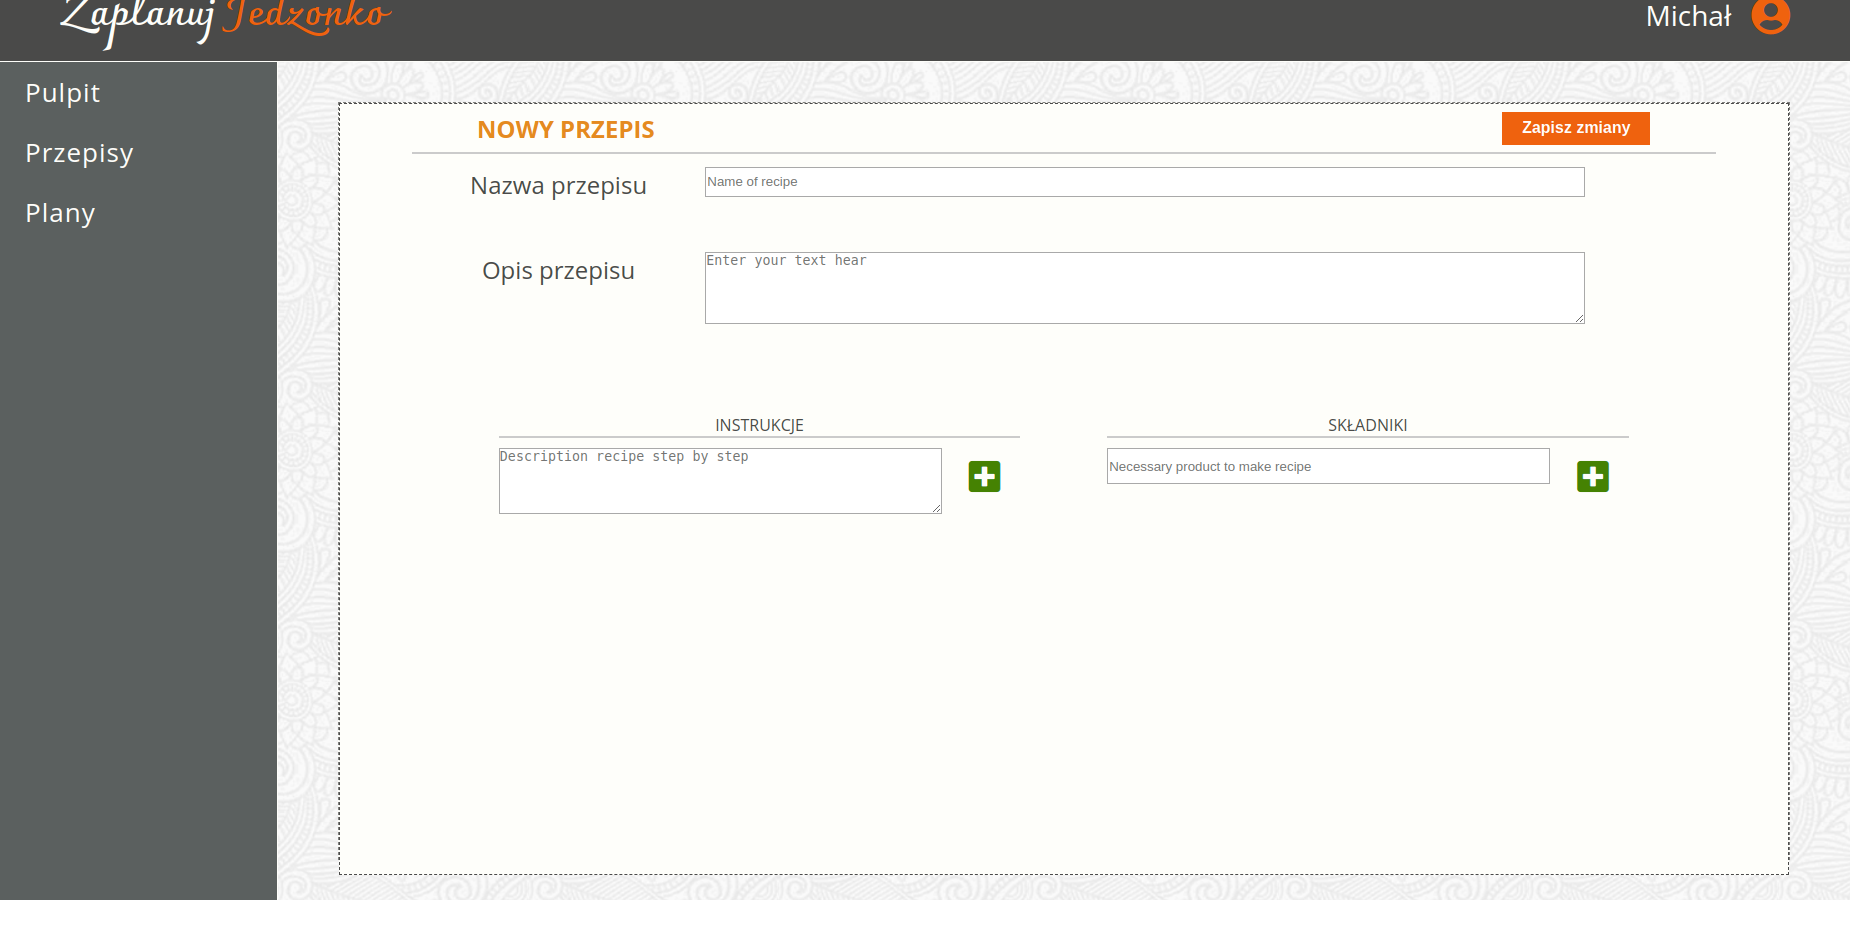 Zaplanuj Jedzonko
Michał
Pulpit
Przepisy
Plany
NOWY PRZEPIS
Zapisz zmiany
Nazwa przepisu
Name of recipe
Opis przepisu
Enter your text hear
INSTRUKCJE
SKŁADNIKI
Description recipe step by step
Necessary product to make recipe